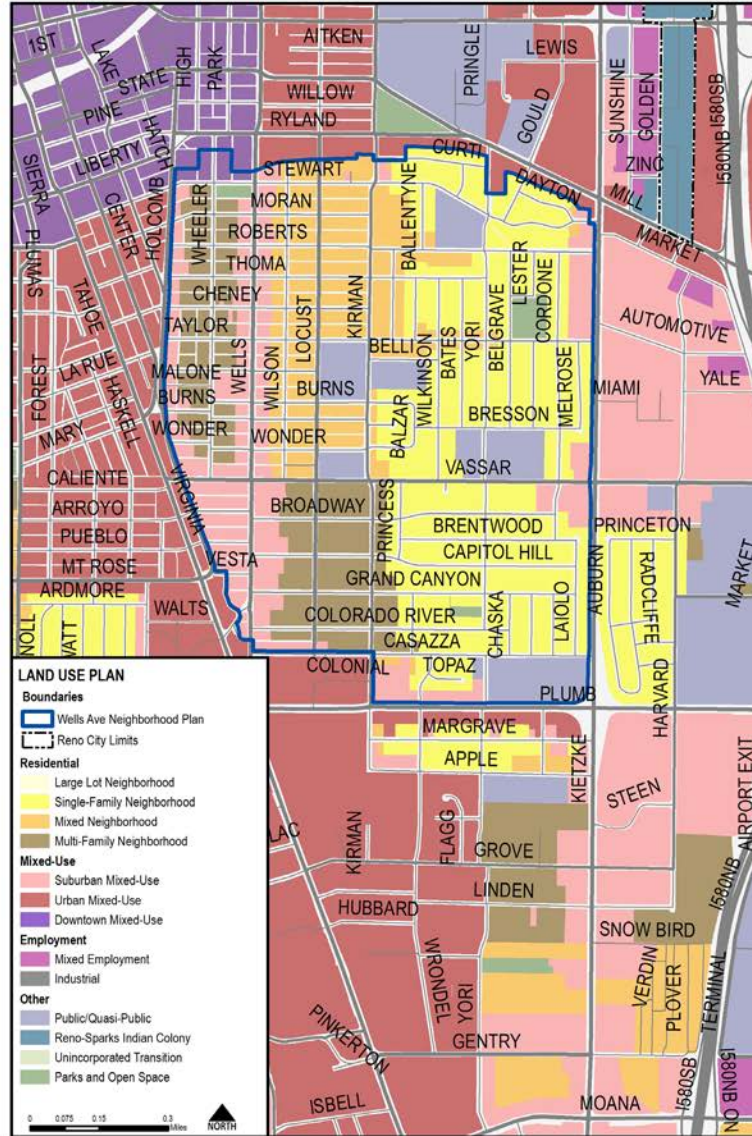 AITKEN
PRINGLE
LEWIS
1ST
LAKE
HIGH
PARK
STATE
PINE
WILLOW
RYLAND
GOULD
SUNSHINE
GOLDEN
I580NB
I580SB
HATCH
LIBERTY
CURTI
ZINC
SIERRA
CENTER
HOLCOMB
STEWART
DAYTON
MILL
WHEELER
MORAN
BALLENTYNE
MARKET
PLUMAS
ROBERTS
LESTER
CORDONE
TAHOE
THOMA
KIRMAN
BELGRAVE
CHENEY
LOCUST
YORI
AUTOMOTIVE
TAYLOR
WELLS
WILSON
BELLI
WILKINSON
BATES
MELROSE
FOREST
LA RUE
HASKELL
MALONE
BURNS
BURNS
MIAMI
YALE
MARY
WONDER
WONDER
BALZAR
BRESSON
CALIENTE
VASSAR
VIRGINIA
ARROYO
BROADWAY
PRINCESS
PUEBLO
BRENTWOOD
PRINCETON
MT ROSE
VESTA
CAPITOL HILL
AUBURN
RADCLIFFE
MARKET
ARDMORE
GRAND CANYON
NOLL
WATT
WALTS
COLORADO RIVER
CHASKA
LAIOLO
CASAZZA
COLONIAL
TOPAZ
PLUMB
HARVARD
MARGRAVE
APPLE
KIETZKE
STEEN
AIRPORT EXIT
LAC
KIRMAN
FLAGG
GROVE
LINDEN
HUBBARD
I580NB
SNOW BIRD
WRONDEL
YORI
VERDIN
PLOVER
TERMINAL
PINKERTON
GENTRY
I580SB
I580NB ON
ISBELL
MOANA
LAND USE PLAN
Boundaries
Wells Ave Neighborhood Plan
Reno City Limits
Residential
Large Lot Neighborhood
Single-Family Neighborhood
Mixed Neighborhood
Multi-Family Neighborhood
Mixed-Use
Suburban Mixed-Use
Urban Mixed-Use
Downtown Mixed-Use
Employment
Mixed Employment
Industrial
Other
Public/Quasi-Public
Reno-Sparks Indian Colony
Unincorporated Transition
Parks and Open Space
0 0.075 0.15 0.3
Miles
NORTH